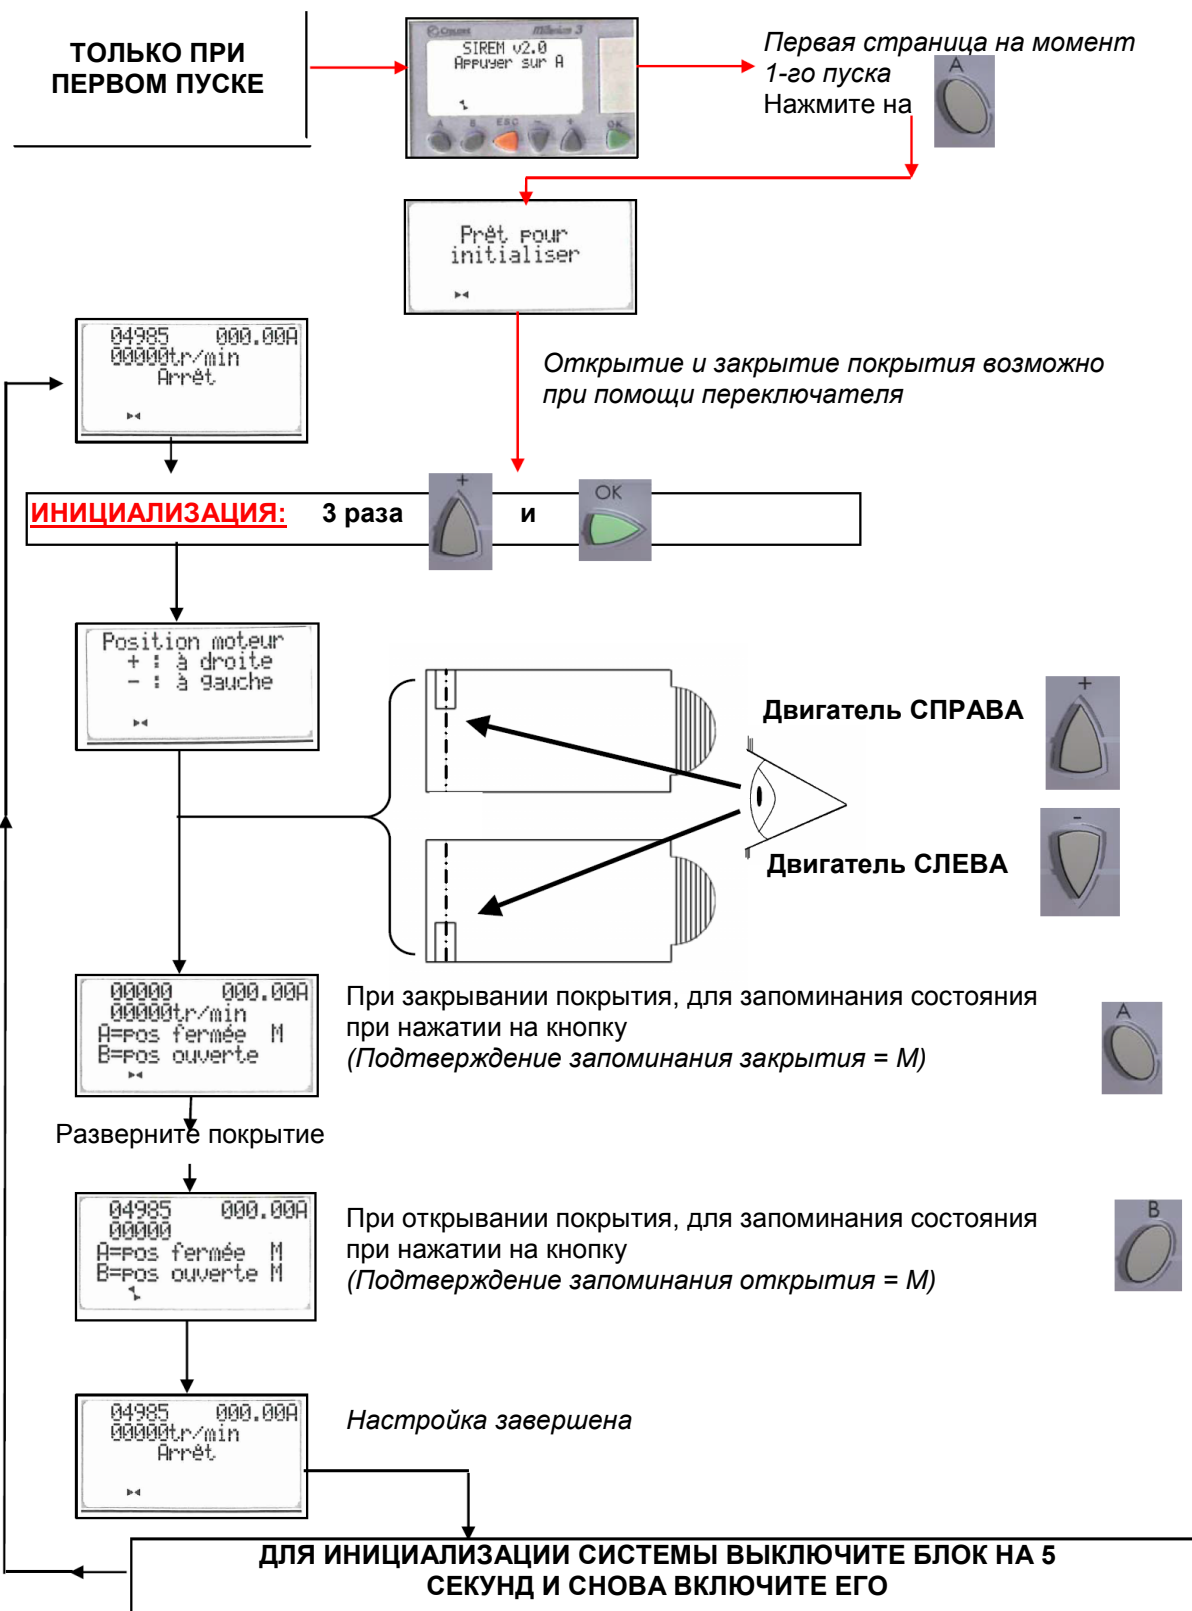 ТОЛЬКО ПРИ
ПЕРВОМ ПУСКЕ
Crouzet Millenium 3
SIREM v2.0
Appuyer sur A
A B ESC - + OK
Первая страница на момент
1-го пуска
Нажмите на
A
Prêt pour
initialiser
04985 000.00A
00000tr/min
Arrêt
Открытие и закрытие покрытия возможно
при помощи переключателя
ИНИЦИАЛИЗАЦИЯ: 3 раза + и OK
Position moteur
+ : à droite
- : à gauche
Двигатель СПРАВА
+
Двигатель СЛЕВА
-
00000 000.00A
00000tr/min
A=pos fermée M
B=pos ouverte
При закрывании покрытия, для запоминания состояния
при нажатии на кнопку
(Подтверждение запоминания закрытия = М)
A
Разверните покрытие
04985 000.00A
00000
A=pos fermée M
B=pos ouverte M
При открывании покрытия, для запоминания состояния
при нажатии на кнопку
(Подтверждение запоминания открытия = М)
B
04985 000.00A
00000tr/min
Arrêt
Настройка завершена
ДЛЯ ИНИЦИАЛИЗАЦИИ СИСТЕМЫ ВЫКЛЮЧИТЕ БЛОК НА 5
СЕКУНД И СНОВА ВКЛЮЧИТЕ ЕГО